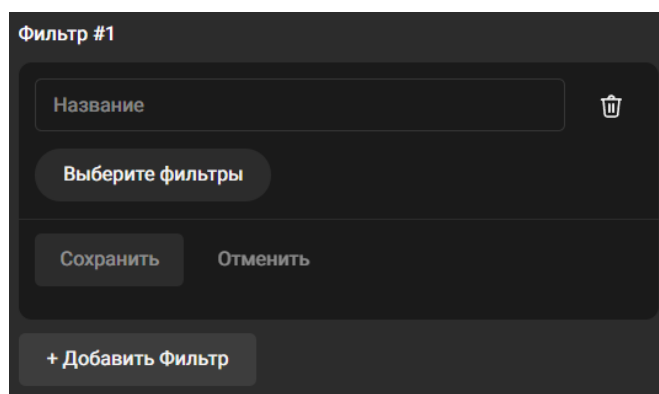 Фильтр #1
Название
Выберите фильтры
Сохранить Отменить
+ Добавить Фильтр